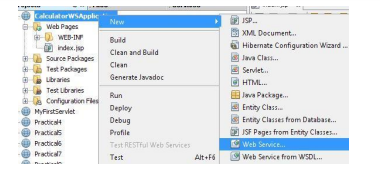 CalculatorWSApplic
Web Pages
WEB-INF
index.jsp
Source Packages
Test Packages
Libraries
Test Libraries
Configuration Files
MyFirstServlet
Practical4
Practical5
Practical6
Practical7
New
Build
Clean and Build
Clean
Generate Javadoc
Run
Deploy
Debug
Profile
Test RESTful Web Services
Test Alt+F6
JSP...
XML Document...
Hibernate Configuration Wizard ...
Java Class...
Servlet...
HTML...
Java Package...
Entity Class...
Entity Classes from Database...
JSF Pages from Entity Classes...
Web Service...
Web Service from WSDL...